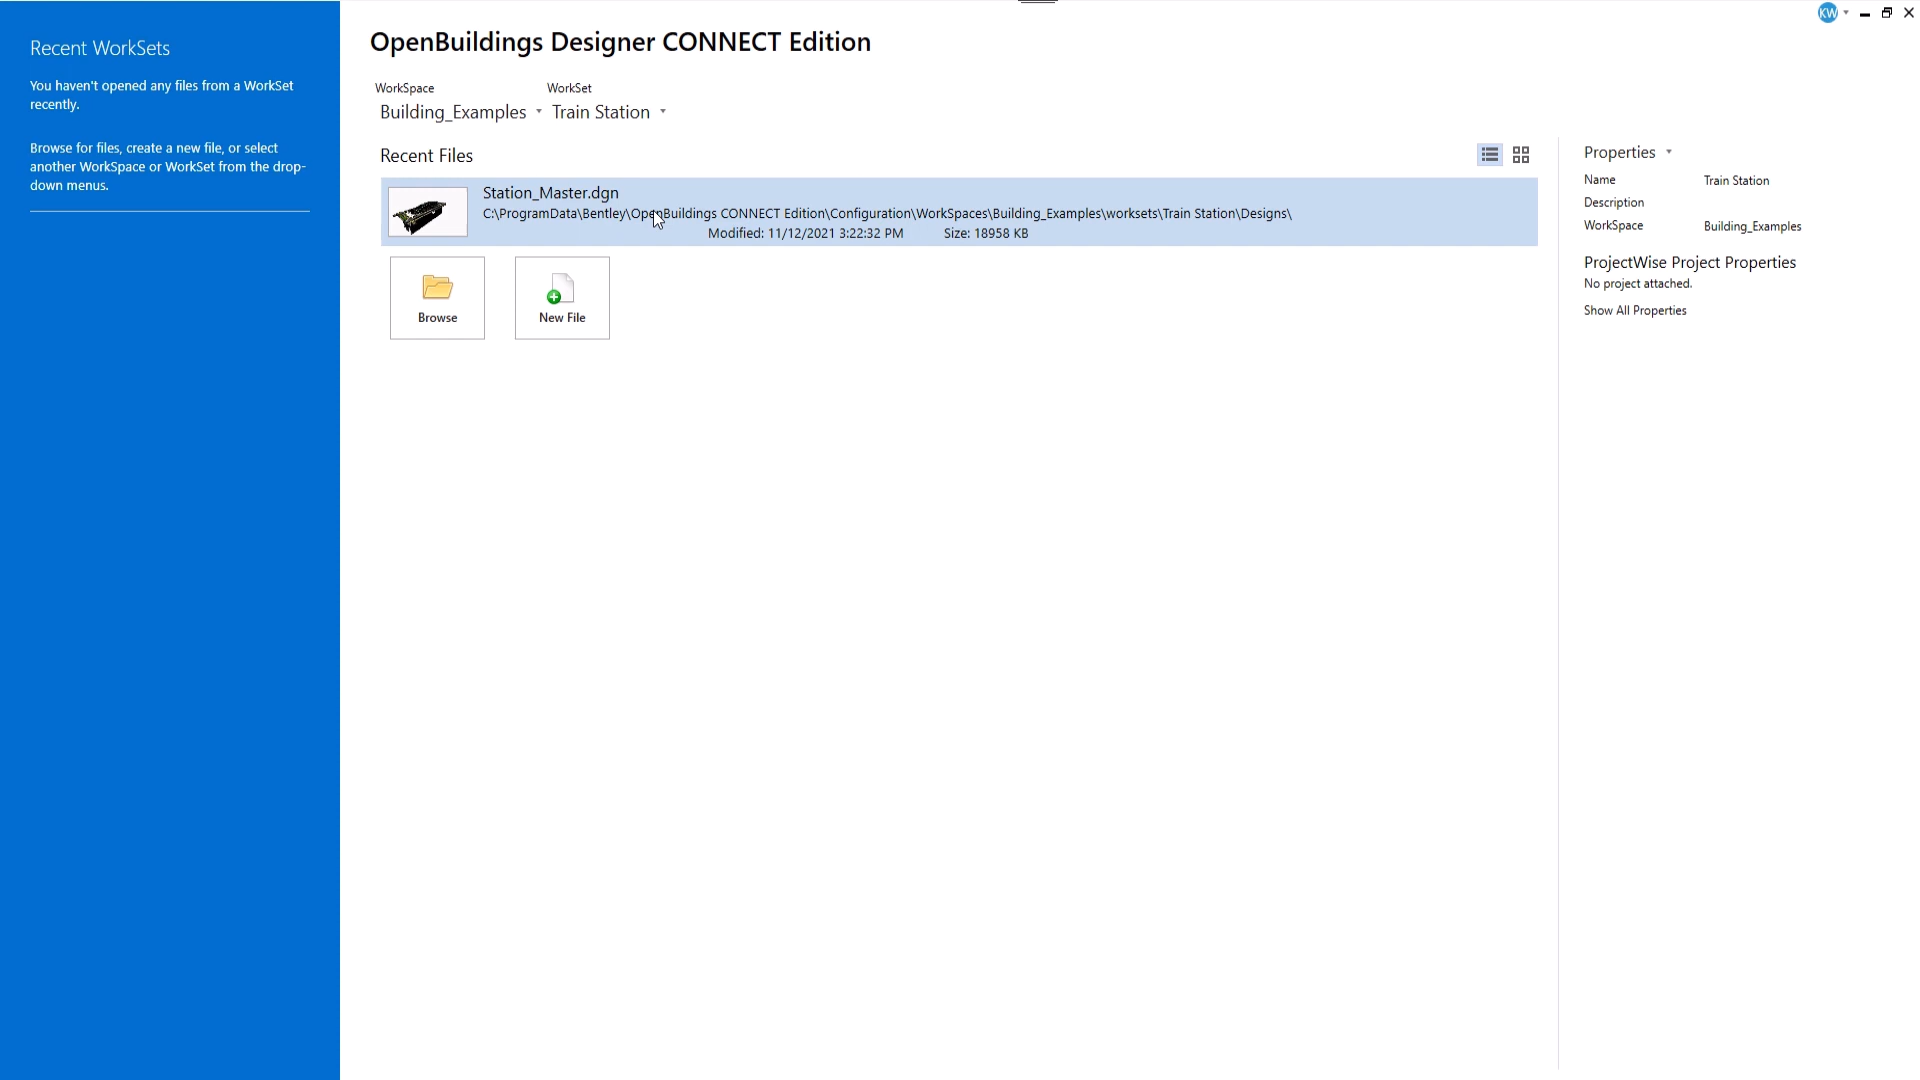 Recent WorkSets
You haven't opened any files from a WorkSet
recently.
Browse for files, create a new file, or select
another WorkSpace or WorkSet from the drop-
down menus.
OpenBuildings Designer CONNECT Edition
WorkSpace
WorkSet
Building_Examples
Train Station
Recent Files
Station_Master.dgn
C:\ProgramData\Bentley\OpenBuildings CONNECT Edition\Configuration\WorkSpaces\Building_Examples\worksets\Train Station\Designs\
Modified: 11/12/2021 3:22:32 PM
Size: 18958 KB
Browse
New File
KW
Properties
Name
Train Station
Description
WorkSpace
Building_Examples
ProjectWise Project Properties
No project attached.
Show All Properties